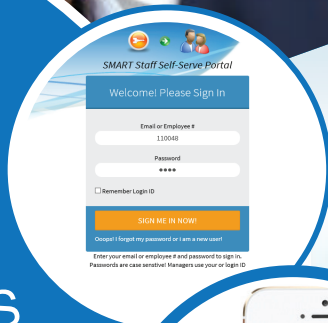 SMART Staff Self-Serve Portal
Welcome! Please Sign In
Email or Employee #
110048
Password
Remember Login ID
SIGN ME IN NOW!
Ooops! I forgot my password or I am a new user!
Enter your email or employee # and password to sign in.
Passwords are case senstive! Managers use your or login ID
S